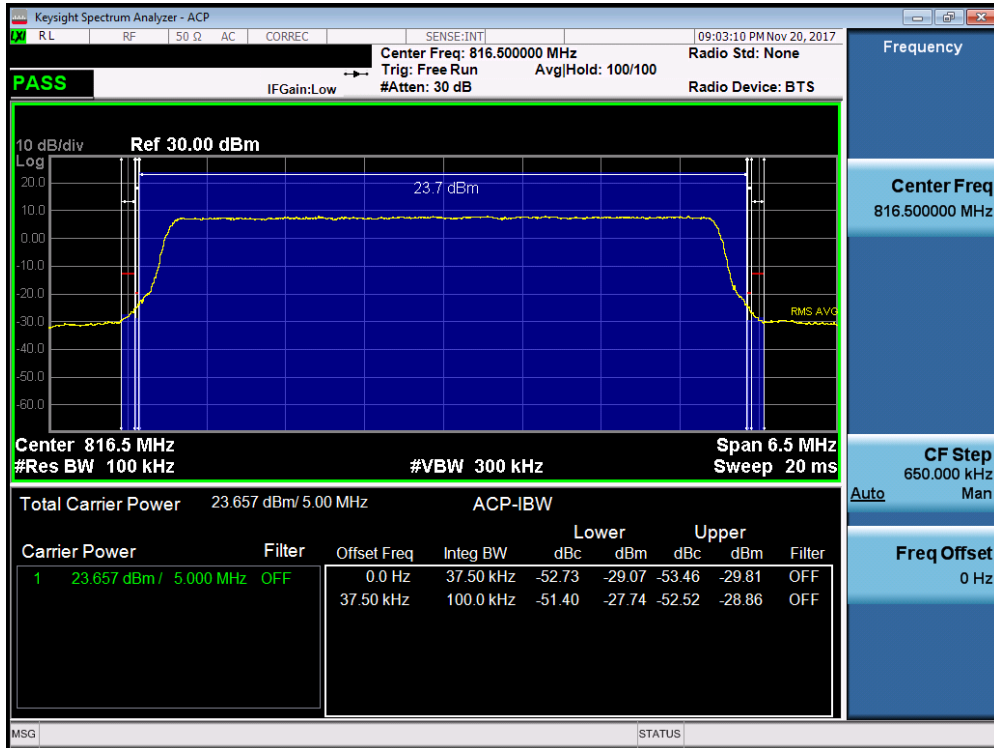 Keysight Spectrum Analyzer - ACP
LXI RL RF 50 Ω AC CORREC SENSE:INT 09:03:10 PM Nov 20, 2017
Center Freq: 816.500000 MHz Radio Std: None
Trig: Free Run Avg|Hold: 100/100
PASS IFGain:Low #Atten: 30 dB Radio Device: BTS
10 dB/div Ref 30.00 dBm
Log
20.0
23.7 dBm
10.0
0.00
-10.0
-20.0
-30.0
RMS AVG
-40.0
-50.0
-60.0
Center 816.5 MHz Span 6.5 MHz
#Res BW 100 kHz #VBW 300 kHz Sweep 20 ms
Total Carrier Power 23.657 dBm/ 5.00 MHz ACP-IBW
Lower Upper
Carrier Power Filter Offset Freq Integ BW dBc dBm dBc dBm Filter
1 23.657 dBm / 5.000 MHz OFF 0.0 Hz 37.50 kHz -52.73 -29.07 -53.46 -29.81 OFF
37.50 kHz 100.0 kHz -51.40 -27.74 -52.52 -28.86 OFF
MSG STATUS
Frequency
Center Freq
816.500000 MHz
CF Step
650.000 kHz
Auto Man
Freq Offset
0 Hz